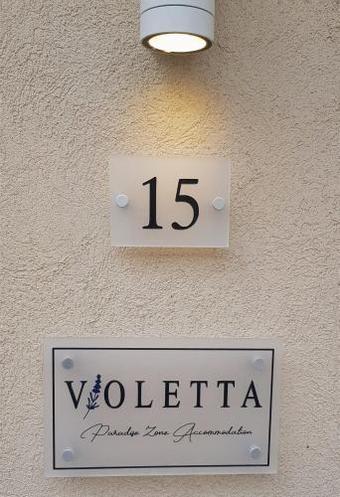 15
VIOLETTA
Paradise Zone Accommodation